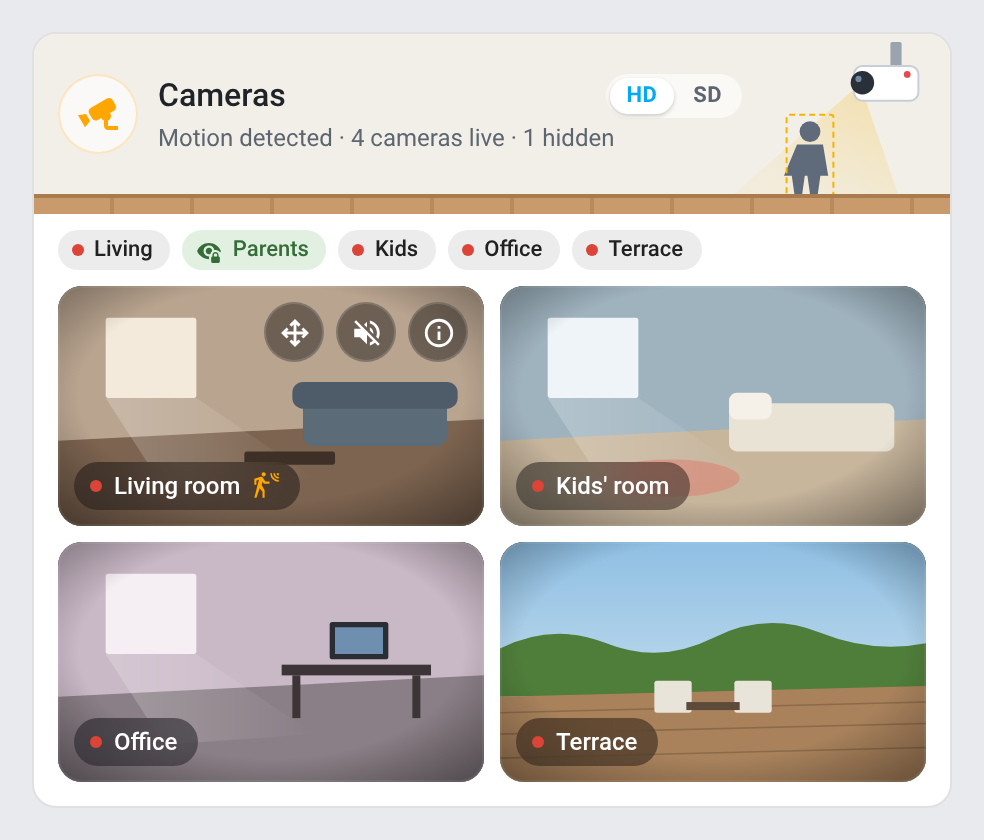 Cameras
HD SD
Motion detected · 4 cameras live · 1 hidden
Living Parents Kids Office Terrace
Living room
Kids' room
Office
Terrace